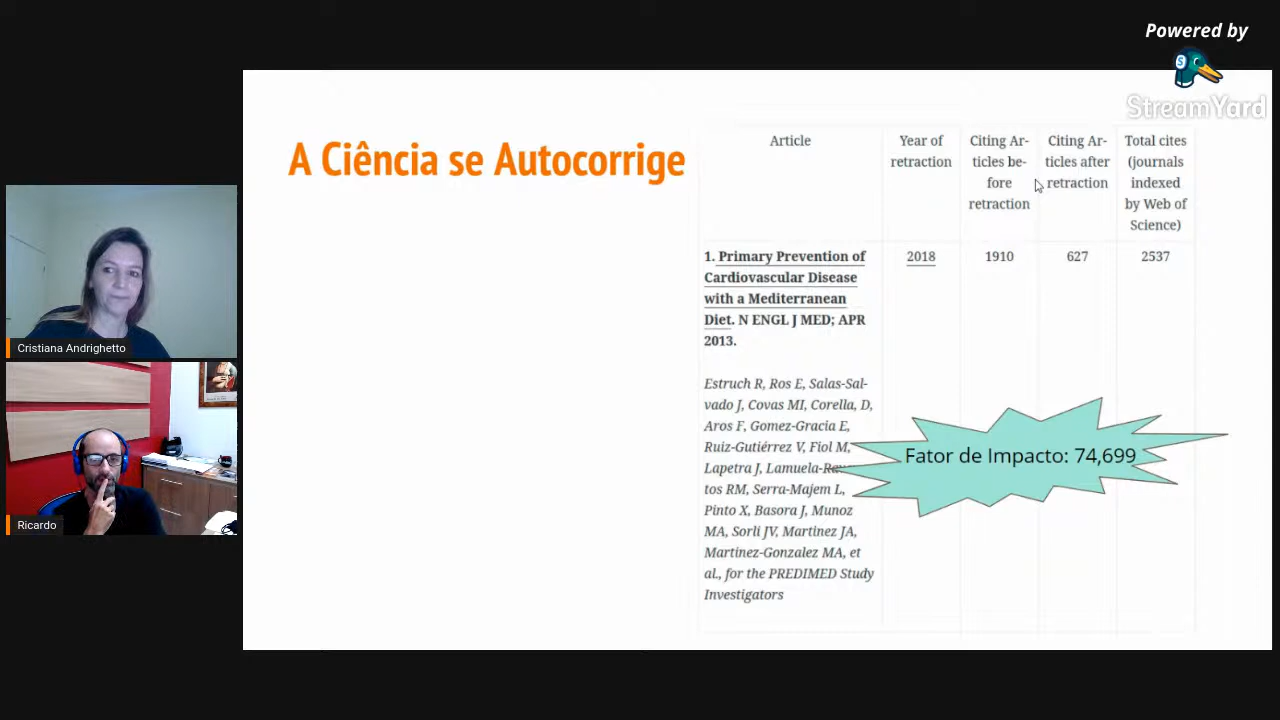 Powered by
StreamYard
A Ciência se Autocorrige
Article
Year of
retraction
Citing Ar-
ticles be-
fore
retraction
Citing Ar-
ticles after
retraction
Total cites
(journals
indexed
by Web of
Science)
1. Primary Prevention of
Cardiovascular Disease
with a Mediterranean
Diet. N ENGL J MED; APR
2013.
2018
1910
627
2537
Estruch R, Ros E, Salas-Sal-
vado J, Covas MI, Corella, D,
Aros F, Gomez-Gracia E,
Ruiz-Gutiérrez V, Fiol M,
Lapetra J, Lamuela-
tos RM, Serra-Majem L,
Pinto X, Basora J, Munoz
MA, Sorli JV, Martinez JA,
Martinez-Gonzalez MA, et
al., for the PREDIMED Study
Investigators
Fator de Impacto: 74,699
Cristiana Andrighetto
Ricardo